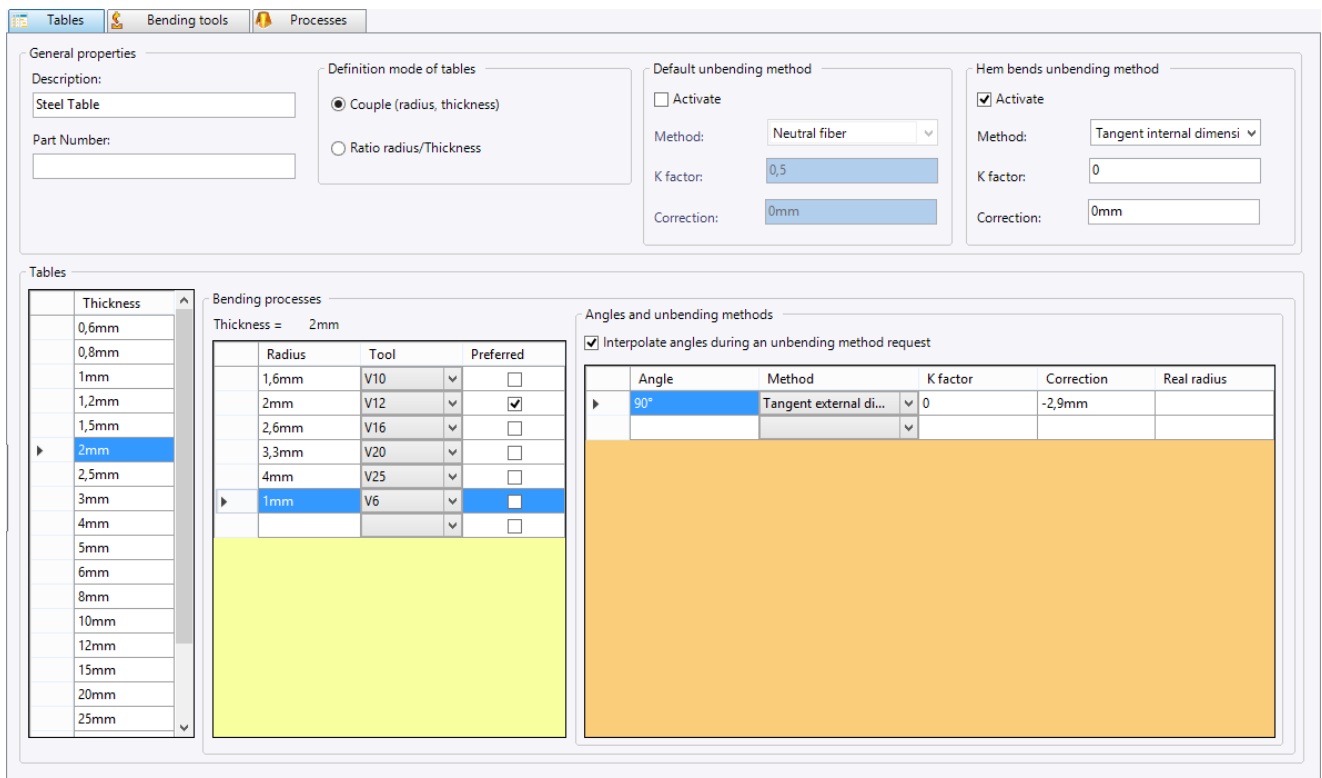 Tables Bending tools Processes
General properties
Description:
Steel Table
Part Number:
Definition mode of tables
Couple (radius, thickness)
Ratio radius/Thickness
Default unbending method
Activate
Method: Neutral fiber
K factor: 0,5
Correction: 0mm
Hem bends unbending method
Activate
Method: Tangent internal dimensi
K factor: 0
Correction: 0mm
Tables
Thickness
0,6mm
0,8mm
1mm
1,2mm
1,5mm
2mm
2,5mm
3mm
4mm
5mm
6mm
8mm
10mm
12mm
15mm
20mm
25mm
Bending processes
Thickness = 2mm
Radius Tool Preferred
1,6mm V10
2mm V12
2,6mm V16
3,3mm V20
4mm V25
1mm V6
Angles and unbending methods
Interpolate angles during an unbending method request
Angle Method K factor Correction Real radius
90° Tangent external di... 0 -2,9mm